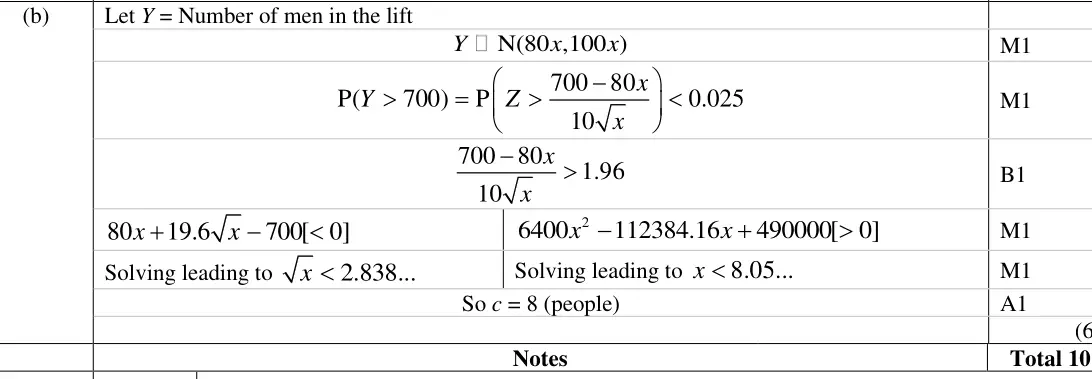 (b) Let Y = Number of men in the lift
Y □ N(80x,100x) M1
P(Y > 700) = P(Z > (700 − 80x)/(10√x)) < 0.025 M1
(700 − 80x)/(10√x) > 1.96 B1
80x + 19.6√x − 700[< 0] 6400x² − 112384.16x + 490000[> 0] M1
Solving leading to √x < 2.838... Solving leading to x < 8.05... M1
So c = 8 (people) A1
(6
Notes Total 10